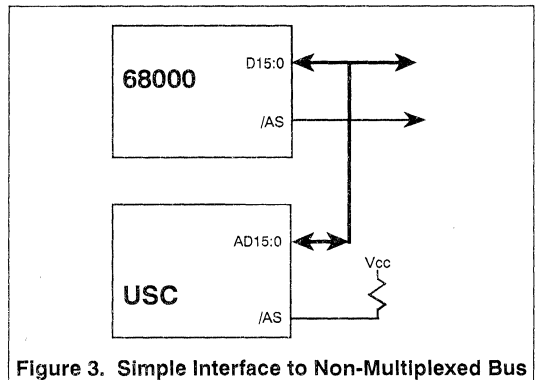 D15:0
68000
/AS
AD15:0
Vcc
USC
/AS
Figure 3. Simple Interface to Non-Multiplexed Bus